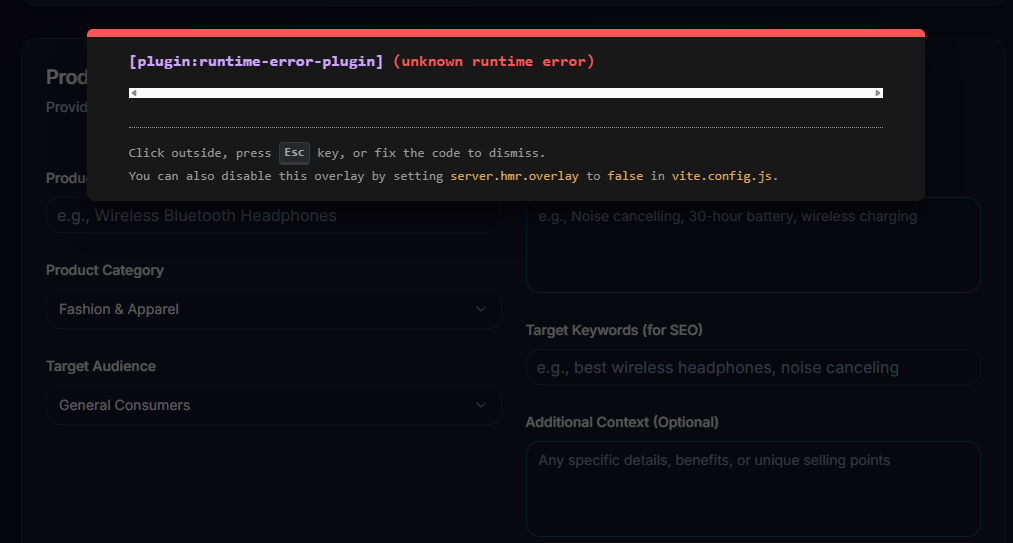 [plugin:runtime-error-plugin] (unknown runtime error)
Click outside, press Esc key, or fix the code to dismiss.
You can also disable this overlay by setting server.hmr.overlay to false in vite.config.js.
Prod
Provid
Produ
e.g., Wireless Bluetooth Headphones
Product Category
Fashion & Apparel
Target Audience
General Consumers
e.g., Noise cancelling, 30-hour battery, wireless charging
Target Keywords (for SEO)
e.g., best wireless headphones, noise canceling
Additional Context (Optional)
Any specific details, benefits, or unique selling points